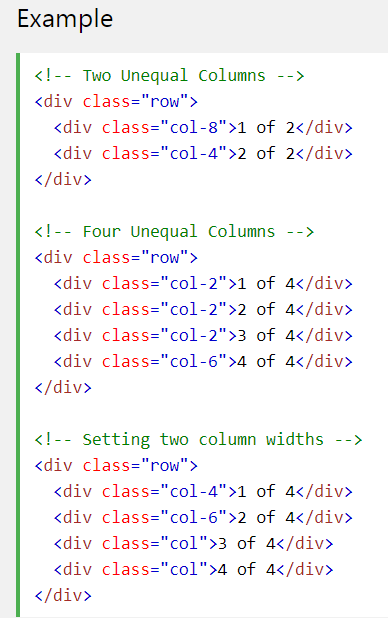 Example
<!-- Two Unequal Columns -->
<div class="row">
  <div class="col-8">1 of 2</div>
  <div class="col-4">2 of 2</div>
</div>

<!-- Four Unequal Columns -->
<div class="row">
  <div class="col-2">1 of 4</div>
  <div class="col-2">2 of 4</div>
  <div class="col-2">3 of 4</div>
  <div class="col-6">4 of 4</div>
</div>

<!-- Setting two column widths -->
<div class="row">
  <div class="col-4">1 of 4</div>
  <div class="col-6">2 of 4</div>
  <div class="col">3 of 4</div>
  <div class="col">4 of 4</div>
</div>